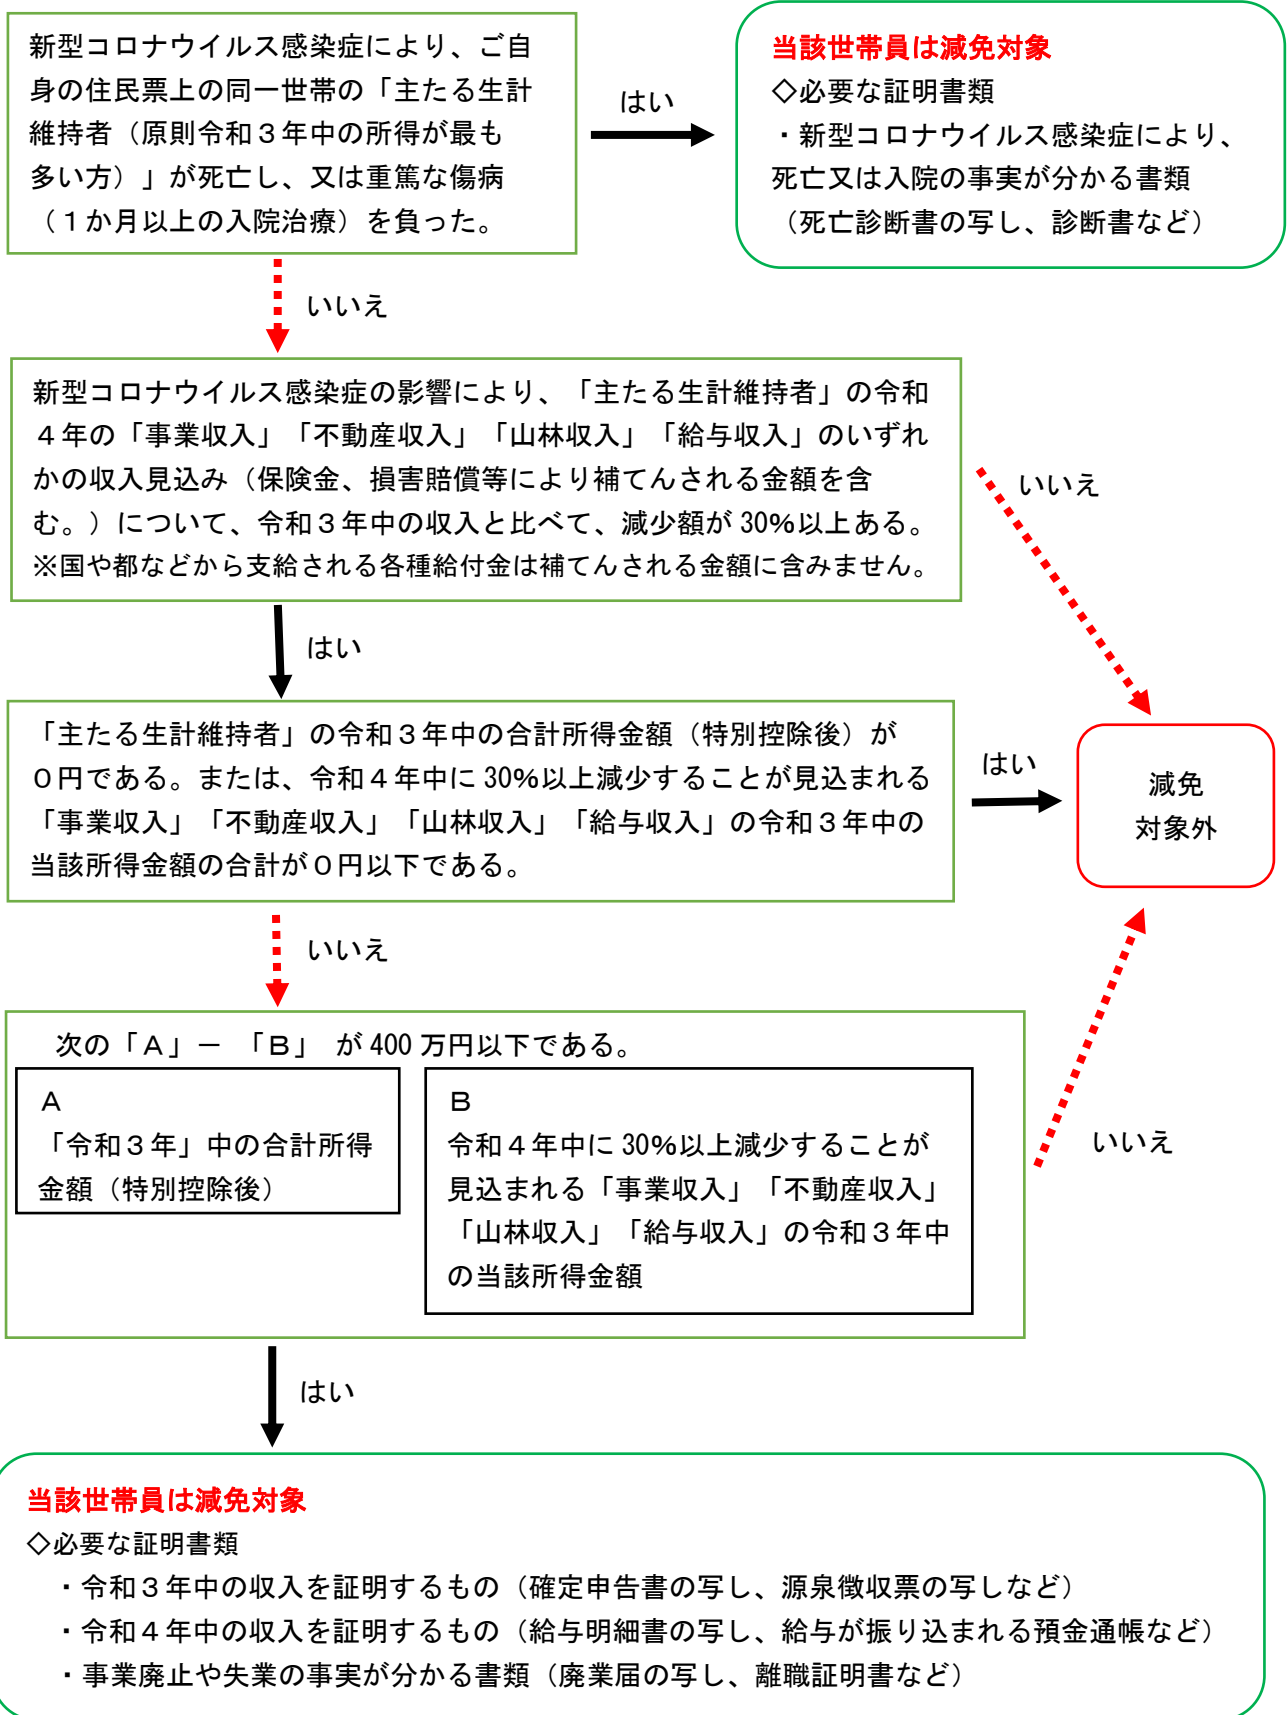 新型コロナウイルス感染症により、ご自
身の住民票上の同一世帯の「主たる生計
維持者（原則令和３年中の所得が最も
多い方）」が死亡し、又は重篤な傷病
（１か月以上の入院治療）を負った。
はい
当該世帯員は減免対象
◇必要な証明書類
・新型コロナウイルス感染症により、
死亡又は入院の事実が分かる書類
（死亡診断書の写し、診断書など）
いいえ
新型コロナウイルス感染症の影響により、「主たる生計維持者」の令和
４年の「事業収入」「不動産収入」「山林収入」「給与収入」のいずれ
かの収入見込み（保険金、損害賠償等により補てんされる金額を含
む。）について、令和３年中の収入と比べて、減少額が 30％以上ある。
※国や都などから支給される各種給付金は補てんされる金額に含みません。
いいえ
はい
「主たる生計維持者」の令和３年中の合計所得金額（特別控除後）が
０円である。または、令和４年中に 30％以上減少することが見込まれる
「事業収入」「不動産収入」「山林収入」「給与収入」の令和３年中の
当該所得金額の合計が０円以下である。
はい
減免
対象外
いいえ
次の「Ａ」－ 「Ｂ」 が 400 万円以下である。
Ａ
「令和３年」中の合計所得
金額（特別控除後）
Ｂ
令和４年中に 30％以上減少することが
見込まれる「事業収入」「不動産収入」
「山林収入」「給与収入」の令和３年中
の当該所得金額
いいえ
はい
当該世帯員は減免対象
◇必要な証明書類
・令和３年中の収入を証明するもの（確定申告書の写し、源泉徴収票の写しなど）
・令和４年中の収入を証明するもの（給与明細書の写し、給与が振り込まれる預金通帳など）
・事業廃止や失業の事実が分かる書類（廃業届の写し、離職証明書など）